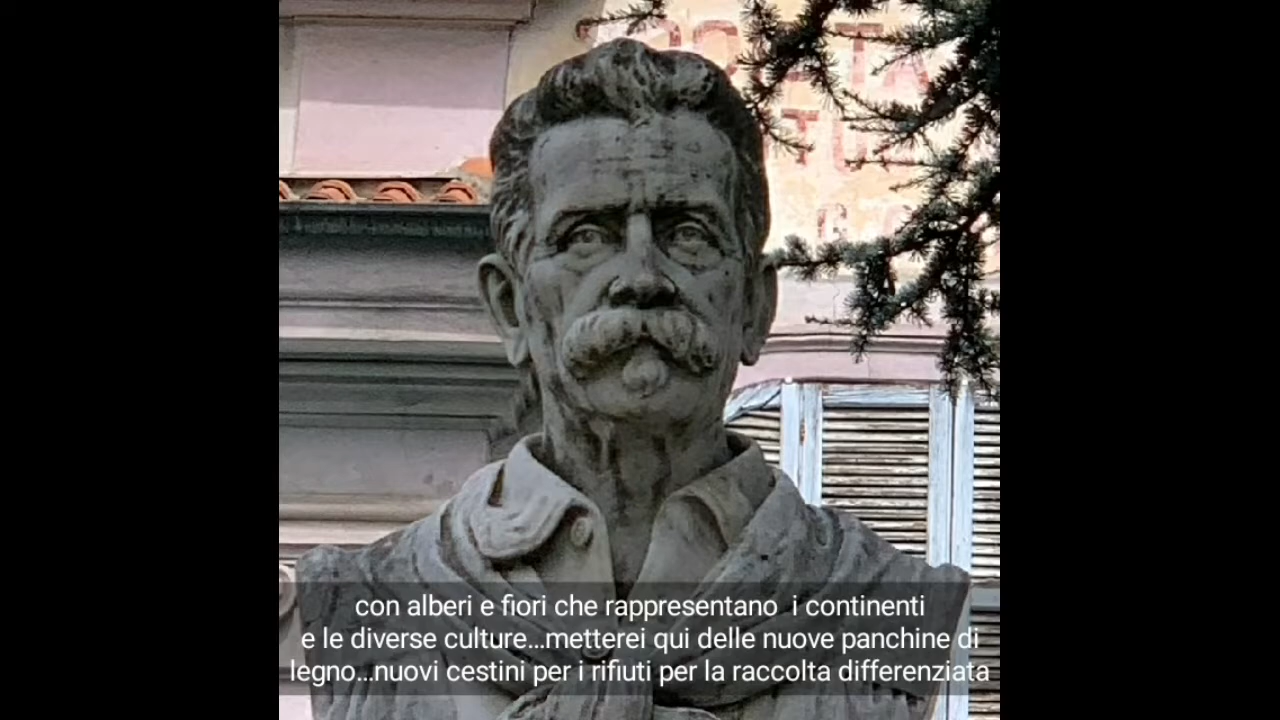 con alberi e fiori che rappresentano  i continenti
e le diverse culture...metterei qui delle nuove panchine di
legno...nuovi cestini per i rifiuti per la raccolta differenziata